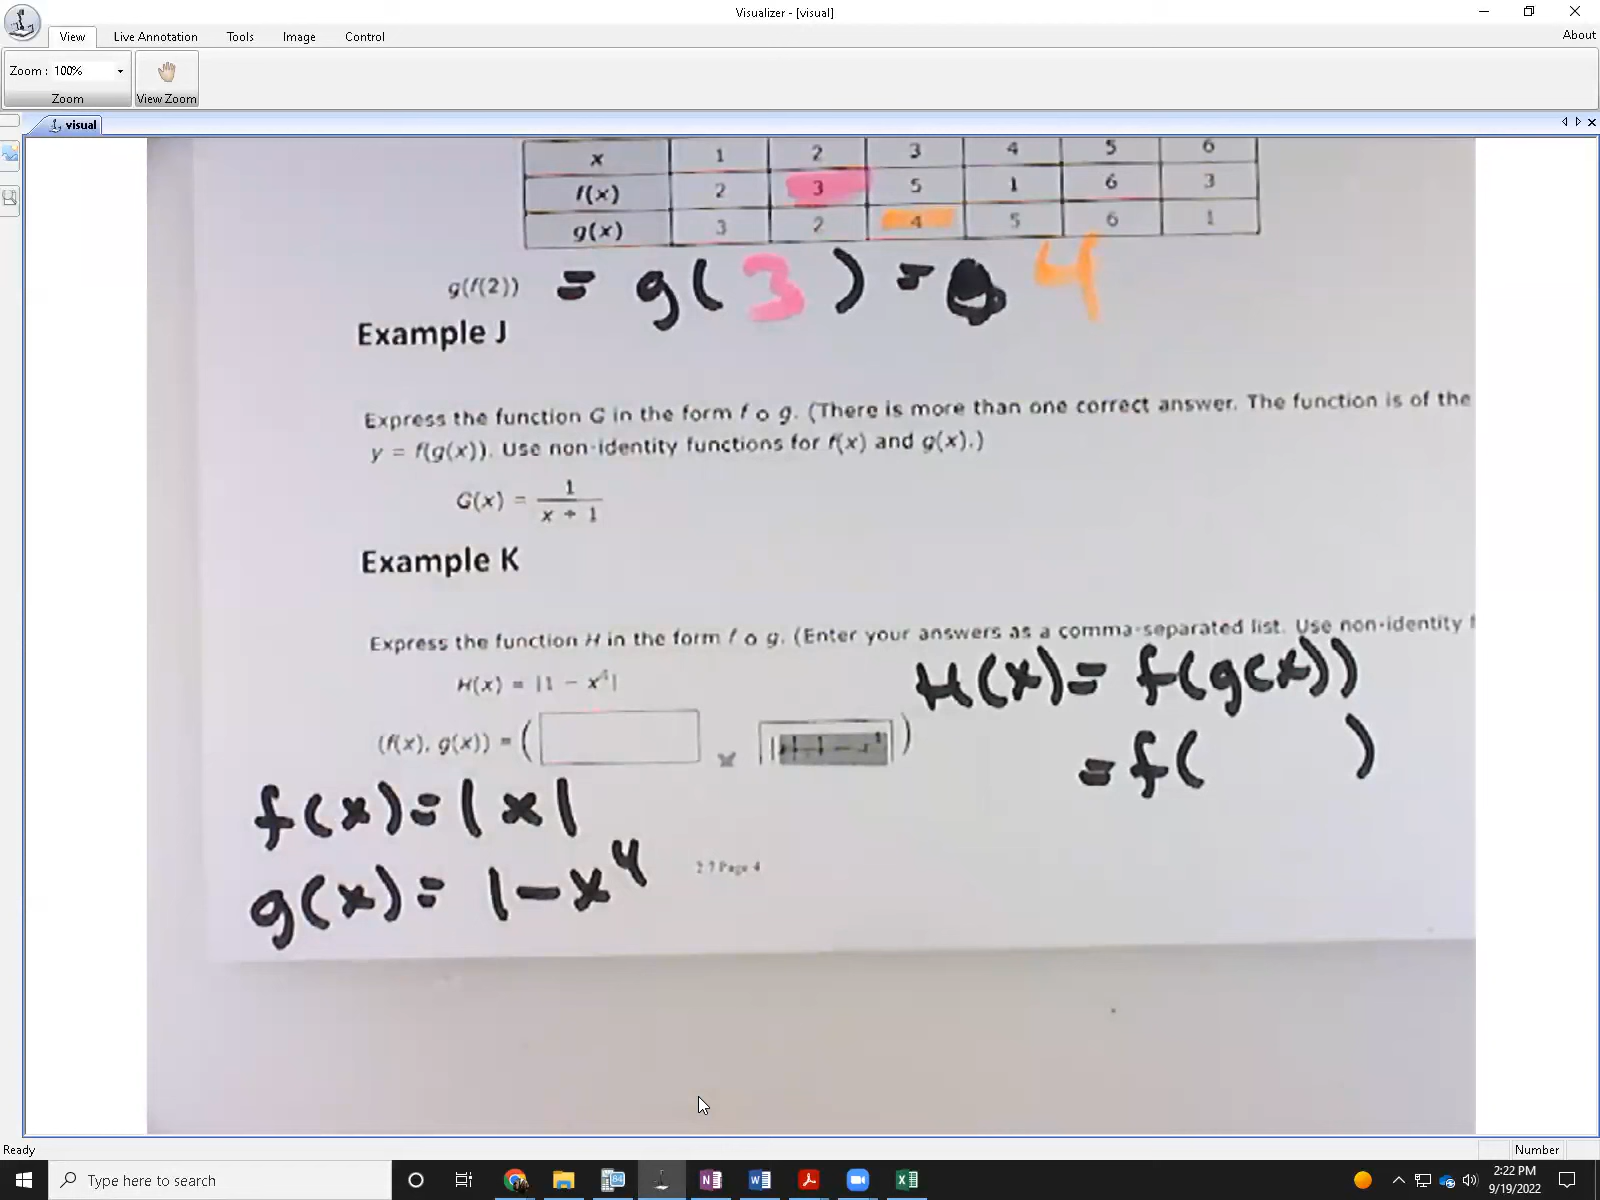 Visualizer - [visual]
View Live Annotation Tools Image Control About
Zoom : 100%
Zoom View Zoom
visual
x 1 2 3 4 5 6
f(x) 2 3 5 1 6 3
g(x) 3 2 4 5 6 1
g(f(2)) = g( 3 ) = 4
Example J
Express the function G in the form f o g. (There is more than one correct answer. The function is of the
y = f(g(x)). Use non-identity functions for f(x) and g(x).)
G(x) = 1
x + 1
Example K
Express the function H in the form f o g. (Enter your answers as a comma-separated list. Use non-identity
H(x) = |1 - x⁴|
H(x) = f(g(x))
(f(x), g(x)) = ( )
= f( )
f(x) = |x|
g(x) = 1-x⁴
2.7 Page 4
Ready Number
Type here to search
2:22 PM
9/19/2022